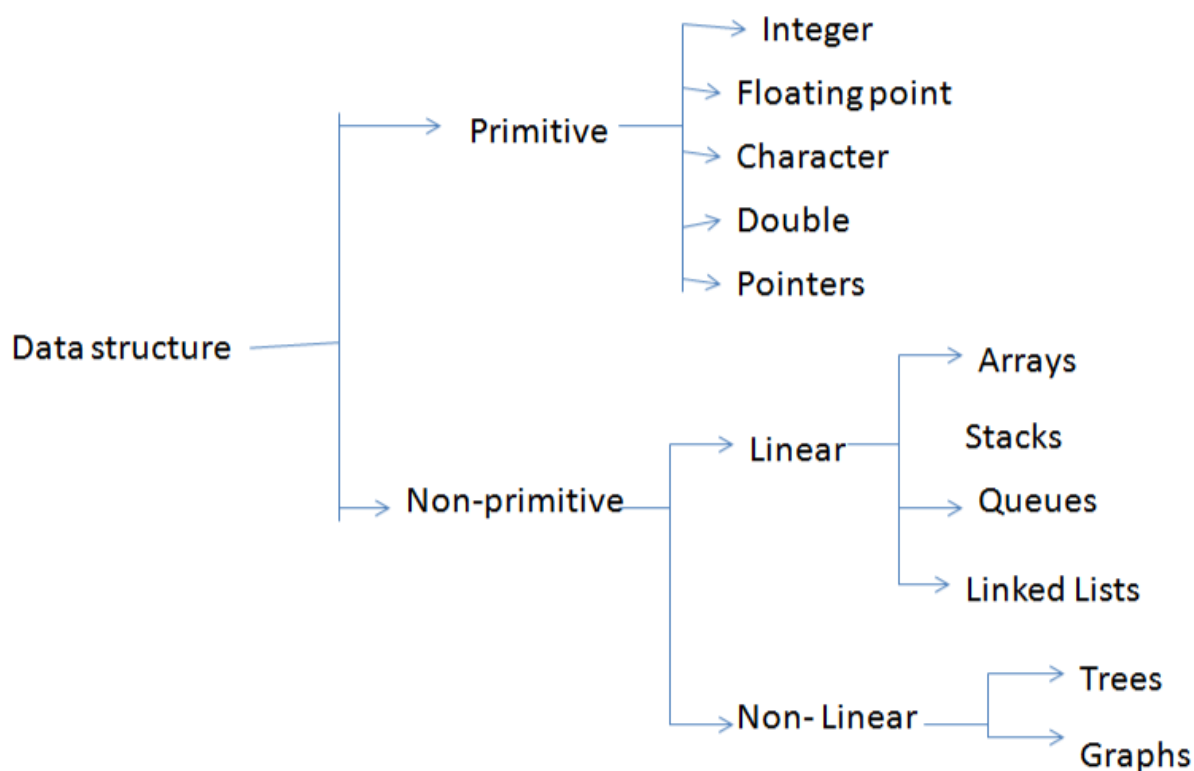 Integer
Floating point
Primitive
Character
Double
Pointers
Data structure
Arrays
Stacks
Linear
Non-primitive
Queues
Linked Lists
Trees
Non- Linear
Graphs